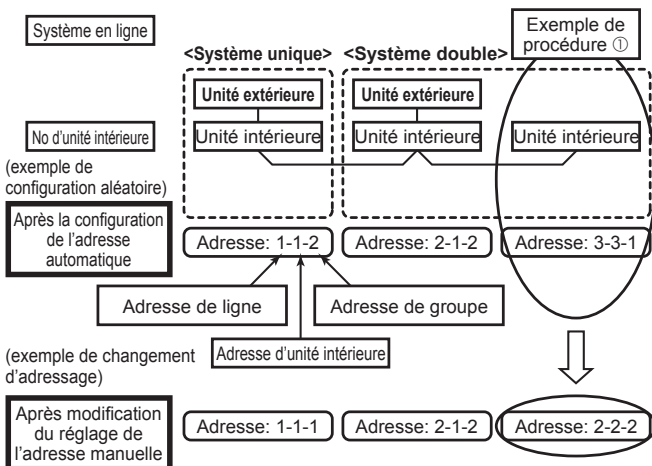 Système en ligne
Exemple de
procédure ①
<Système unique>
<Système double>
Unité extérieure
Unité extérieure
No d'unité intérieure
Unité intérieure
Unité intérieure
Unité intérieure
(exemple de
configuration aléatoire)
Après la configuration
de l'adresse
automatique
Adresse: 1-1-2
Adresse: 2-1-2
Adresse: 3-3-1
Adresse de ligne
Adresse de groupe
Adresse d'unité intérieure
(exemple de changement
d'adressage)
Après modification
du réglage de
l'adresse manuelle
Adresse: 1-1-1
Adresse: 2-1-2
Adresse: 2-2-2